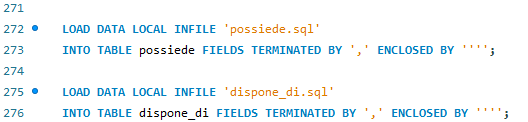 271
272 LOAD DATA LOCAL INFILE 'possiede.sql'
273 INTO TABLE possiede FIELDS TERMINATED BY ',' ENCLOSED BY '''';
274
275 LOAD DATA LOCAL INFILE 'dispone_di.sql'
276 INTO TABLE dispone_di FIELDS TERMINATED BY ',' ENCLOSED BY '''';